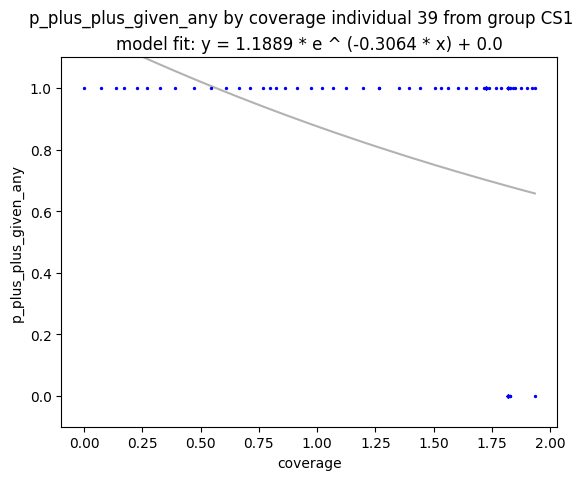 p_plus_plus_given_any by coverage individual 39 from group CS1
model fit: y = 1.1889 * e ^ (-0.3064 * x) + 0.0
1.0
0.8
0.6
0.4
0.2
0.0
p_plus_plus_given_any
0.00 0.25 0.50 0.75 1.00 1.25 1.50 1.75 2.00
coverage